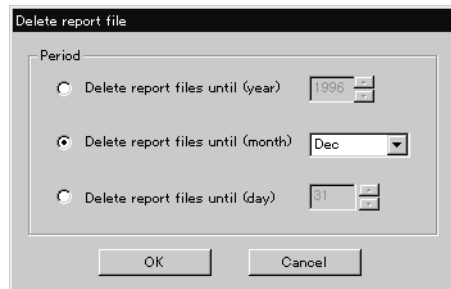 Delete report file
Period
Delete report files until (year) 1996
Delete report files until (month) Dec
Delete report files until (day) 31
OK Cancel